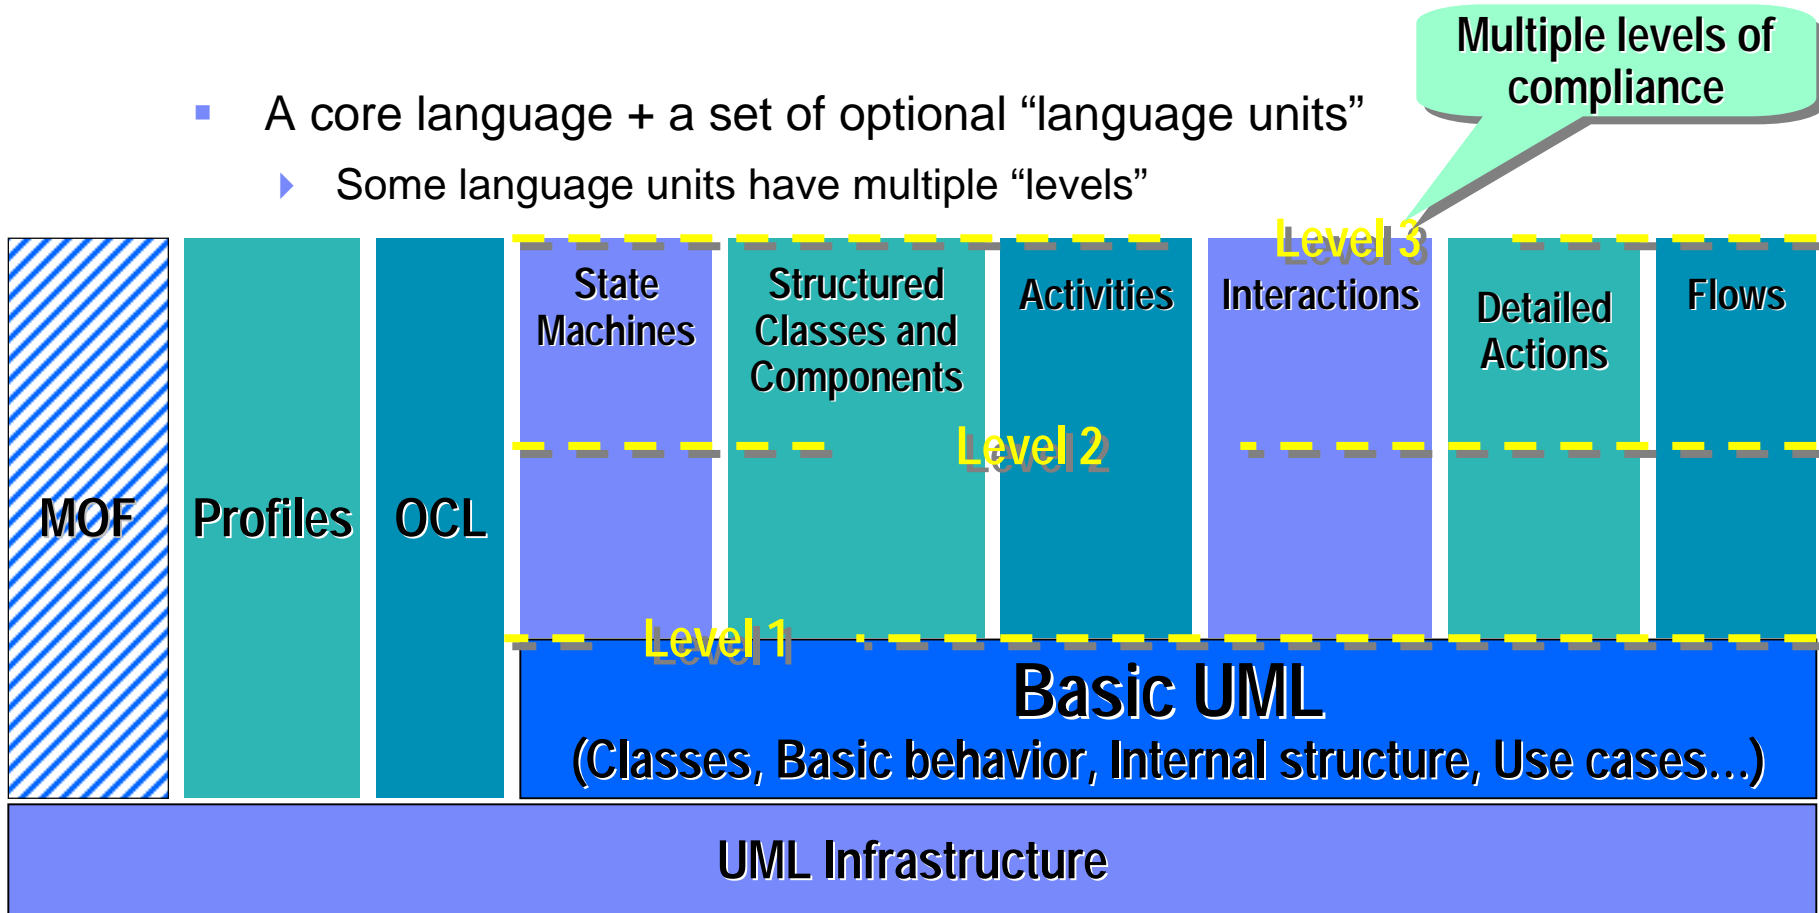 Multiple levels of
compliance
A core language + a set of optional “language units”
Some language units have multiple “levels”
Level 3
State
Machines
Structured
Classes and
Components
Activities
Interactions
Detailed
Actions
Flows
Level 2
MOF
Profiles
OCL
Level 1
Basic UML
(Classes, Basic behavior, Internal structure, Use cases…)
UML Infrastructure